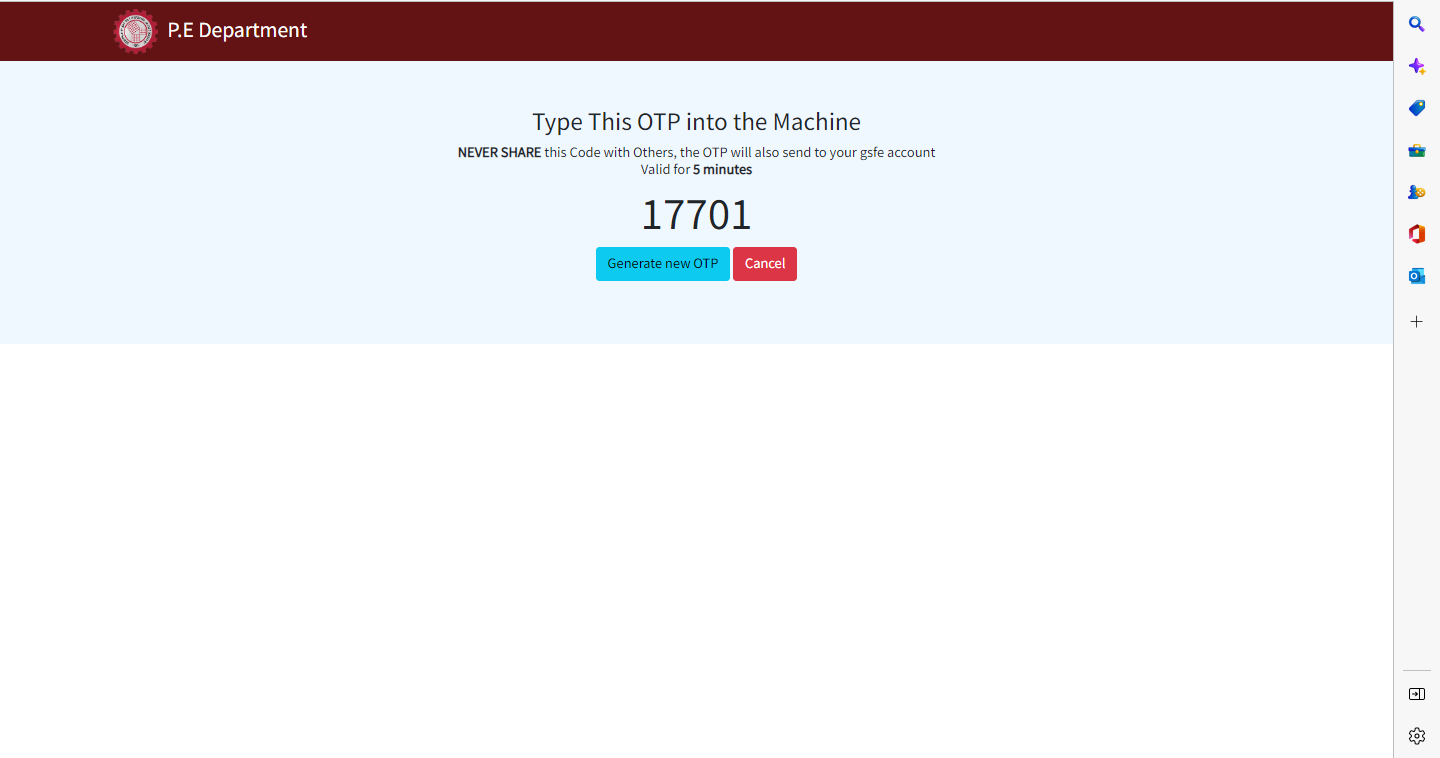 P.E Department
Type This OTP into the Machine
NEVER SHARE this Code with Others, the OTP will also send to your gsfe account
Valid for 5 minutes
17701
Generate new OTP
Cancel